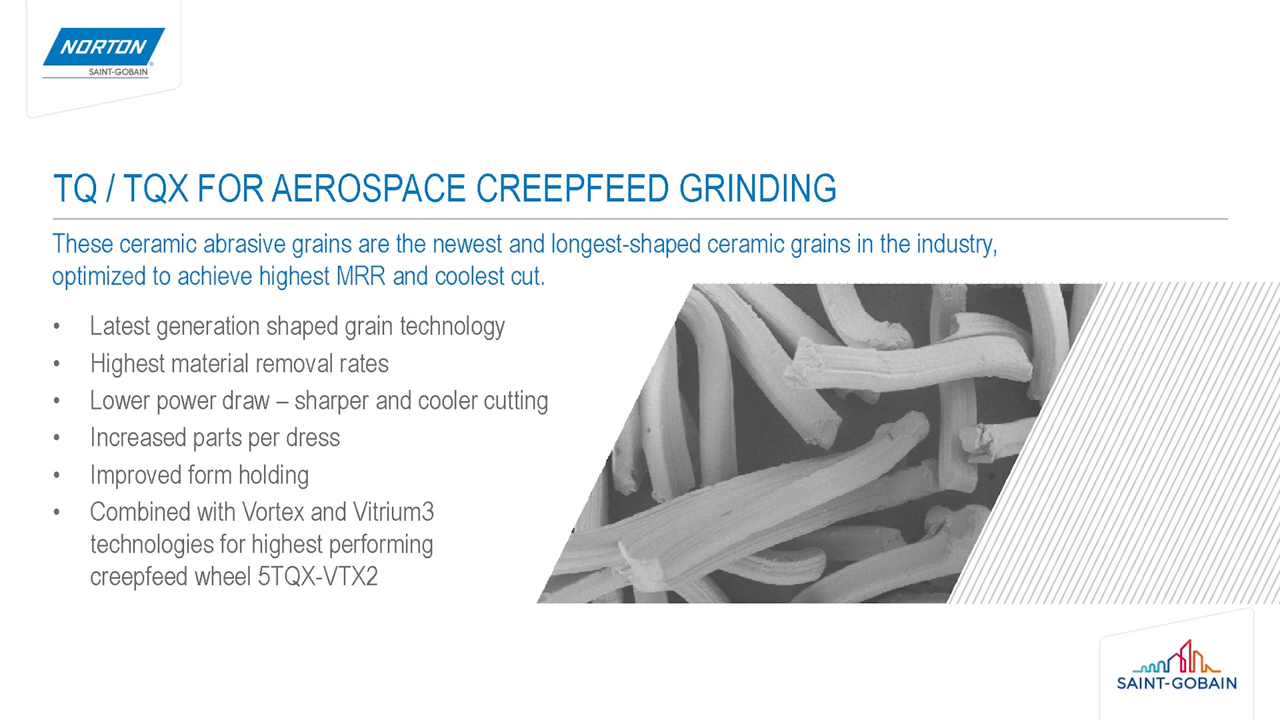 NORTON
SAINT-GOBAIN
TQ / TQX FOR AEROSPACE CREEPFEED GRINDING
These ceramic abrasive grains are the newest and longest-shaped ceramic grains in the industry,
optimized to achieve highest MRR and coolest cut.
• Latest generation shaped grain technology
• Highest material removal rates
• Lower power draw – sharper and cooler cutting
• Increased parts per dress
• Improved form holding
• Combined with Vortex and Vitrium3
technologies for highest performing
creepfeed wheel 5TQX-VTX2
SAINT-GOBAIN